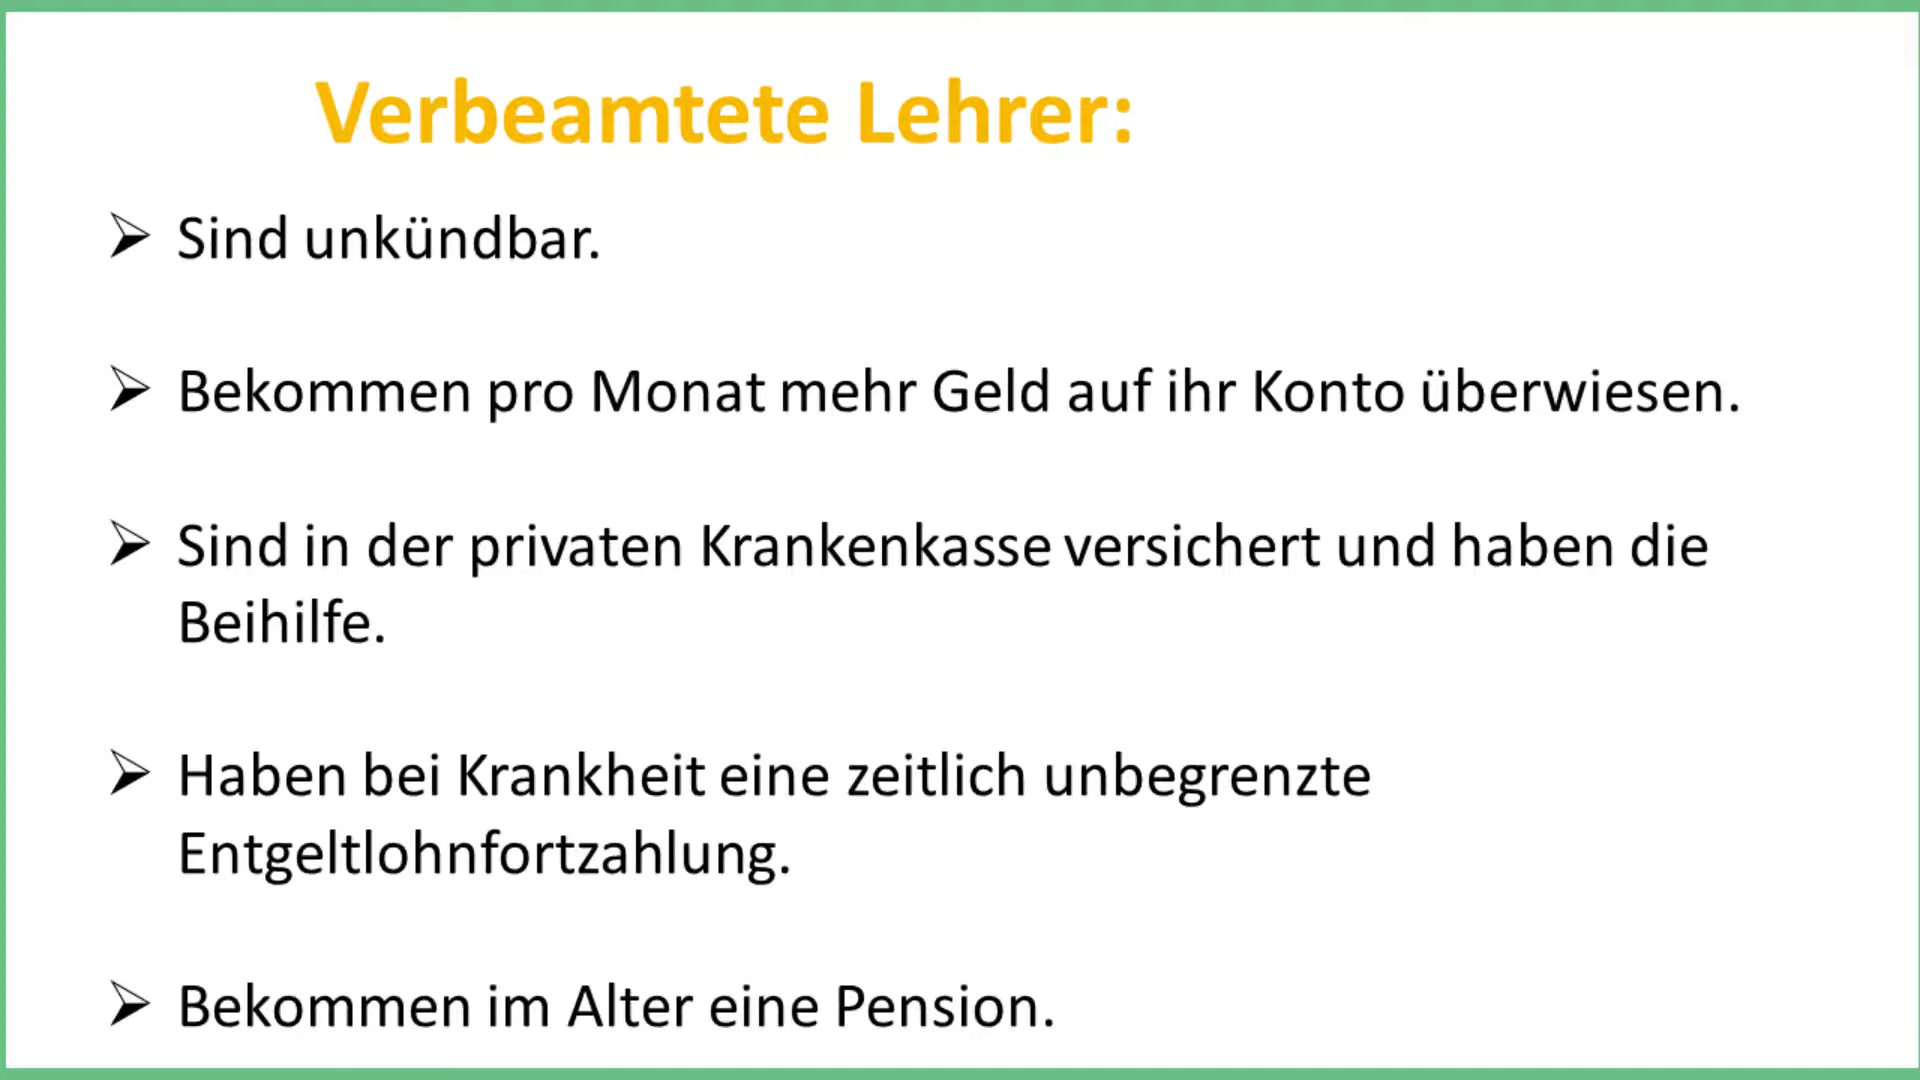 Verbeamtete Lehrer:
➢ Sind unkündbar.
➢ Bekommen pro Monat mehr Geld auf ihr Konto überwiesen.
➢ Sind in der privaten Krankenkasse versichert und haben die
Beihilfe.
➢ Haben bei Krankheit eine zeitlich unbegrenzte
Entgeltlohnfortzahlung.
➢ Bekommen im Alter eine Pension.